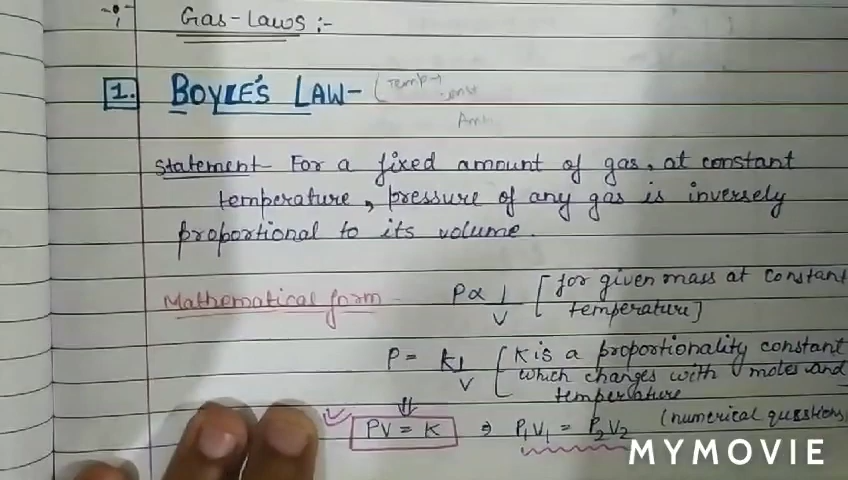 Gas-Laws :-
1. BOYLE'S LAW- (Temp→
statement- For a fixed amount of gas, at constant
temperature, pressure of any gas is inversely
proportional to its volume.
Mathematical form - P∝ 1/V [for given mass at constant
temperature]
P = K1/V [K is a proportionality constant
which changes with moles and
temperature
⇓
PV = K ⇒ P1V1 = P2V2 (numerical questions
MYMOVIE